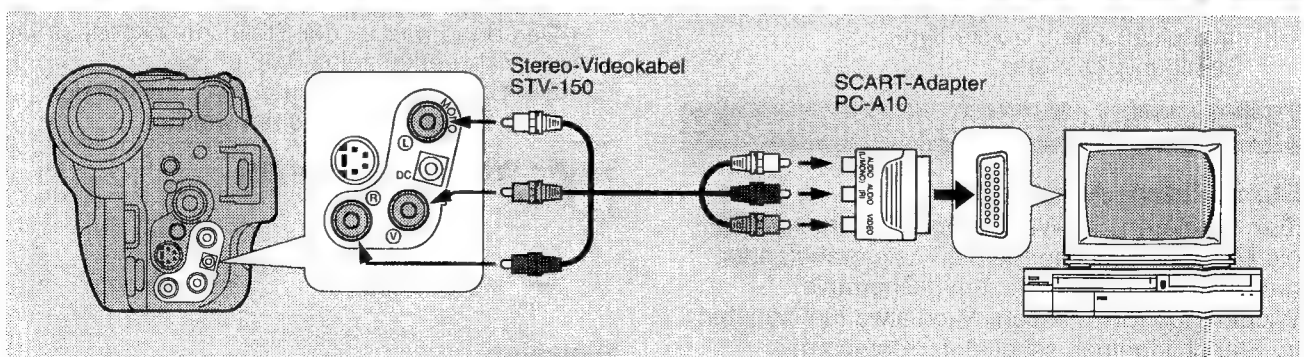 Stereo-Videokabel
STV-150
SCART-Adapter
PC-A10
MONO
L
DC
R
V
AUDIO
(L/MONO)
AUDIO
(R)
VIDEO